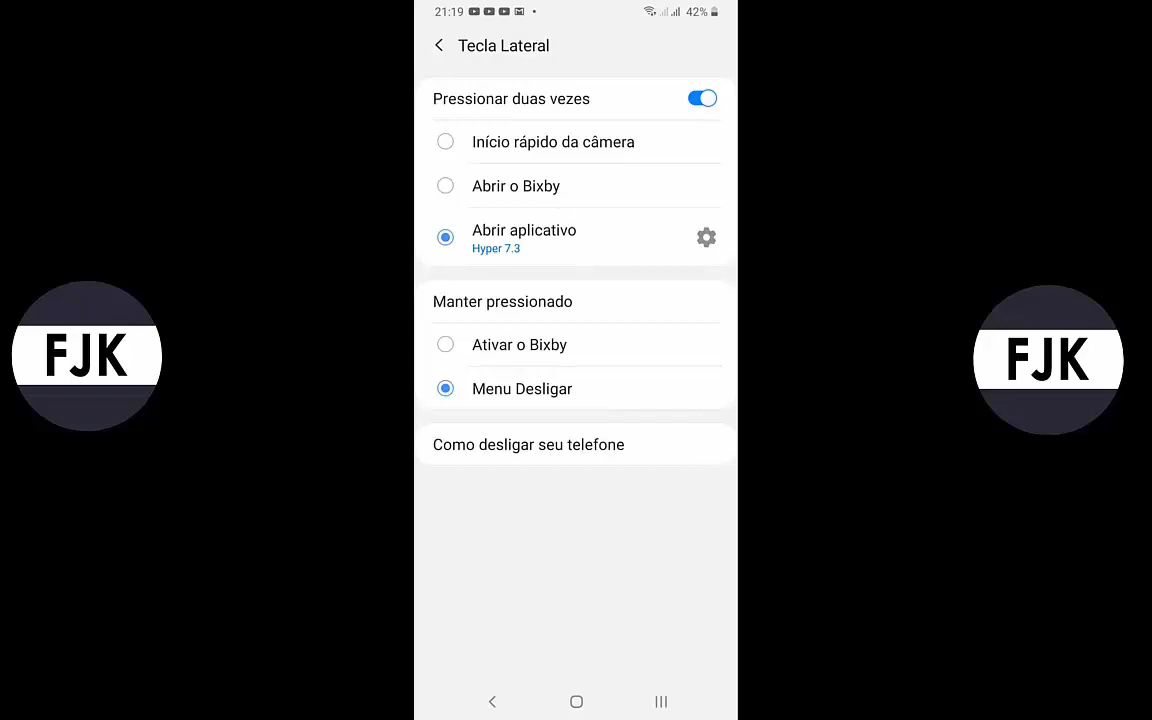 21:19
42%
Tecla Lateral
Pressionar duas vezes
Início rápido da câmera
Abrir o Bixby
Abrir aplicativo
Hyper 7.3
Manter pressionado
Ativar o Bixby
Menu Desligar
Como desligar seu telefone
FJK
FJK